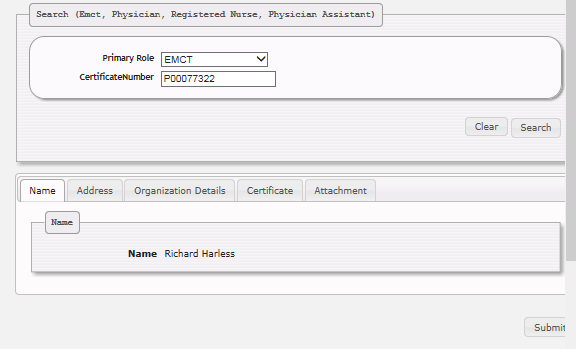 Search (Emct, Physician, Registered Nurse, Physician Assistant)
Primary Role EMCT
CertificateNumber P00077322
Clear Search
Name Address Organization Details Certificate Attachment
Name
Name Richard Harless
Submit